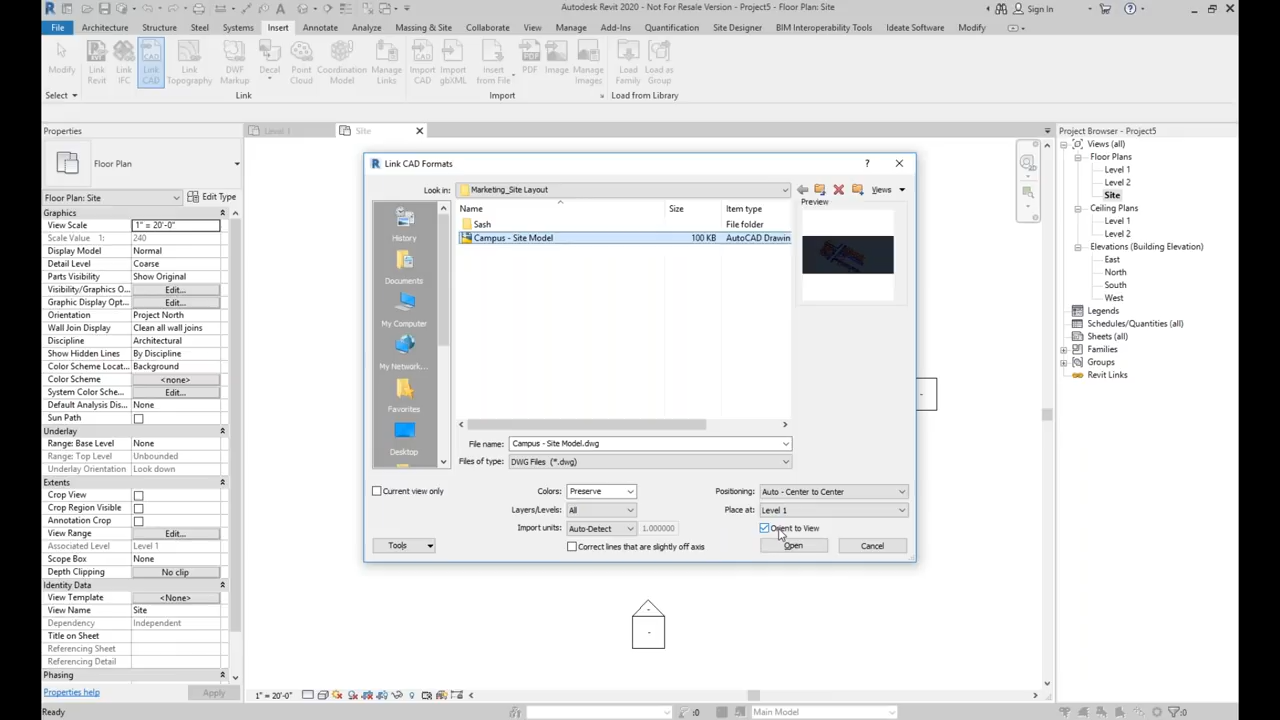 Autodesk Revit 2020 - Not For Resale Version - Project5 - Floor Plan: Site
Sign In
File Architecture Structure Steel Systems Insert Annotate Analyze Massing & Site Collaborate View Manage Add-Ins Quantification Site Designer BIM Interoperability Tools Ideate Software Modify
Modify
Link Revit
Link IFC
Link CAD
Link Topography
DWF Markup
Decal
Point Cloud
Coordination Model
Manage Links
Import CAD
Import gbXML
Insert from File
PDF
Image
Manage Images
Load Family
Load as Group
Select
Link
Import
Load from Library
Properties
Level 1
Site
Project Browser - Project5
Floor Plan
Floor Plan: Site
Edit Type
Graphics
View Scale 1" = 20'-0"
Scale Value 1: 240
Display Model Normal
Detail Level Coarse
Parts Visibility Show Original
Visibility/Graphics O... Edit...
Graphic Display Opt... Edit...
Orientation Project North
Wall Join Display Clean all wall joins
Discipline Architectural
Show Hidden Lines By Discipline
Color Scheme Locat... Background
Color Scheme <none>
System Color Sche... Edit...
Default Analysis Dis... None
Sun Path
Underlay
Range: Base Level None
Range: Top Level Unbounded
Underlay Orientation Look down
Extents
Crop View
Crop Region Visible
Annotation Crop
View Range Edit...
Associated Level Level 1
Scope Box None
Depth Clipping No clip
Identity Data
View Template <None>
View Name Site
Dependency Independent
Title on Sheet
Referencing Sheet
Referencing Detail
Phasing
Properties help
Apply
Link CAD Formats
Look in: Marketing_Site Layout
Views
Name Size Item type
Preview
Sash File folder
Campus - Site Model 100 KB AutoCAD Drawin
History
Documents
My Computer
My Network...
Favorites
Desktop
File name: Campus - Site Model.dwg
Files of type: DWG Files (*.dwg)
Current view only
Colors: Preserve
Positioning: Auto - Center to Center
Layers/Levels: All
Place at: Level 1
Import units: Auto-Detect 1.000000
Orient to View
Tools
Correct lines that are slightly off axis
Open
Cancel
Views (all)
Floor Plans
Level 1
Level 2
Site
Ceiling Plans
Level 1
Level 2
Elevations (Building Elevation)
East
North
South
West
Legends
Schedules/Quantities (all)
Sheets (all)
Families
Groups
Revit Links
1" = 20'-0"
Ready
:0
Main Model
:0